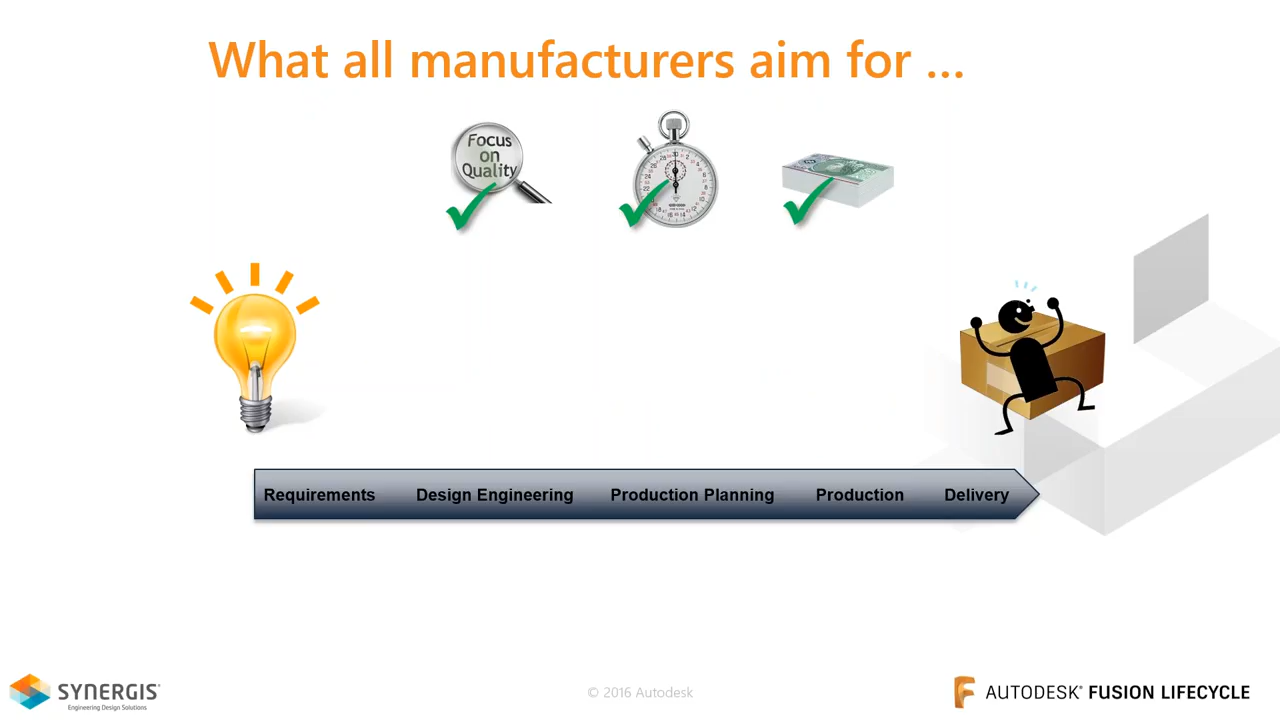 What all manufacturers aim for ...
Focus
on
Quality
Requirements Design Engineering Production Planning Production Delivery
SYNERGIS®
Engineering Design Solutions
© 2016 Autodesk
AUTODESK® FUSION LIFECYCLE